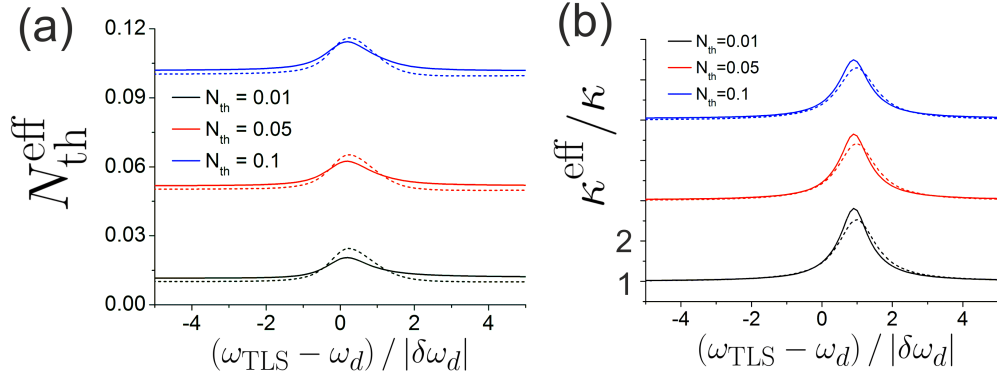 (a)
N_th^eff
0.12
0.09
0.06
0.03
0.00
N_th = 0.01
N_th = 0.05
N_th = 0.1
-4 -2 0 2 4
(ω_TLS − ω_d) / |δω_d|
(b)
κ^eff / κ
2
1
N_th=0.01
N_th=0.05
N_th=0.1
-4 -2 0 2 4
(ω_TLS − ω_d) / |δω_d|